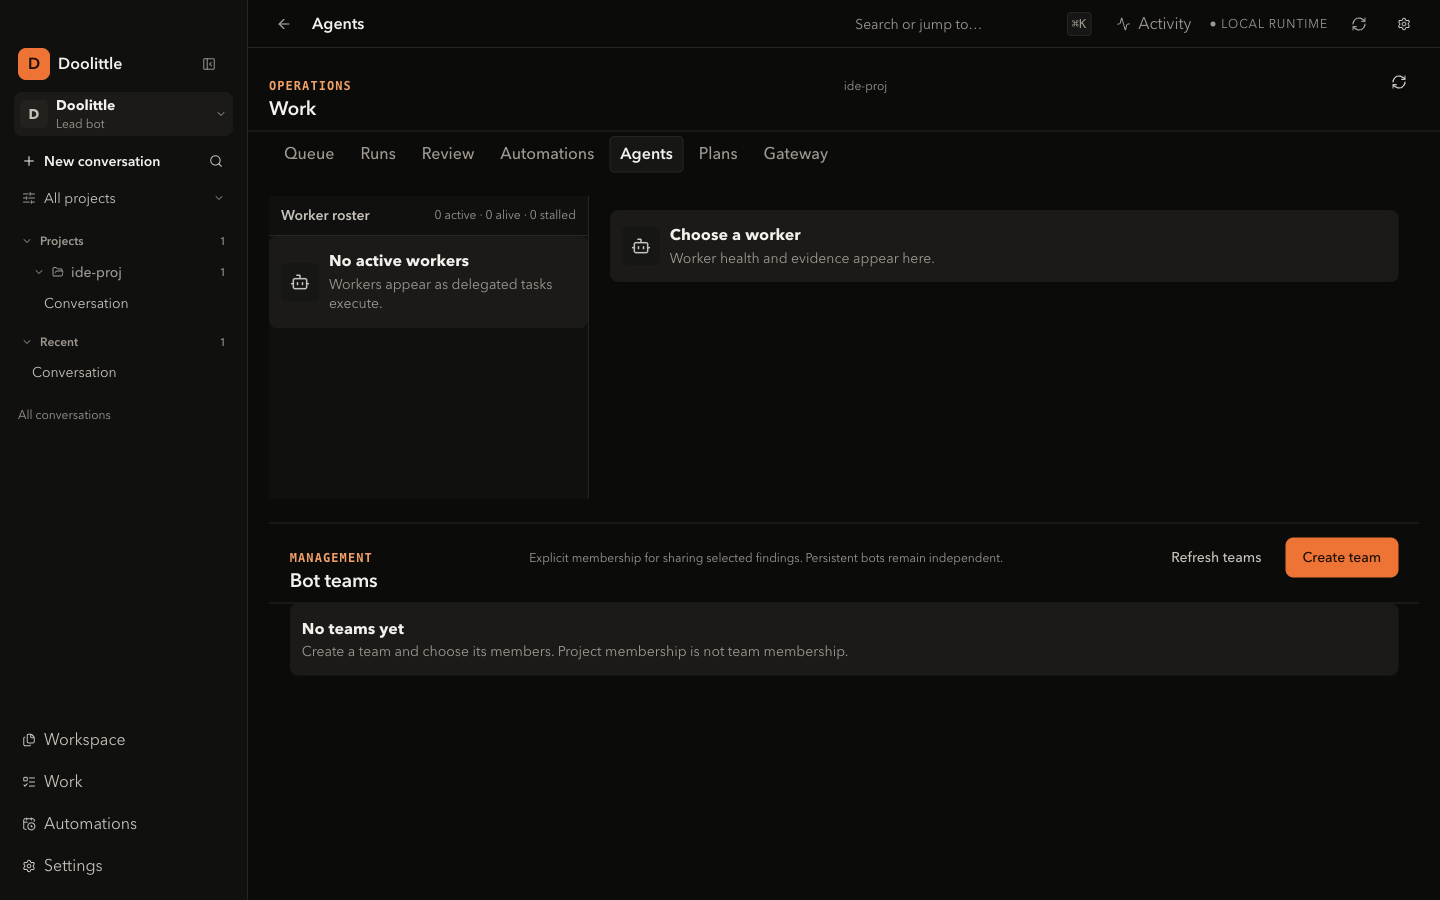 Agents
Search or jump to…
⌘K
Activity
LOCAL RUNTIME
D
Doolittle
D
Doolittle
Lead bot
New conversation
All projects
Projects
1
ide-proj
1
Conversation
Recent
1
Conversation
All conversations
Workspace
Work
Automations
Settings
OPERATIONS
Work
ide-proj
Queue
Runs
Review
Automations
Agents
Plans
Gateway
Worker roster
0 active · 0 alive · 0 stalled
No active workers
Workers appear as delegated tasks
execute.
Choose a worker
Worker health and evidence appear here.
MANAGEMENT
Bot teams
Explicit membership for sharing selected findings. Persistent bots remain independent.
Refresh teams
Create team
No teams yet
Create a team and choose its members. Project membership is not team membership.